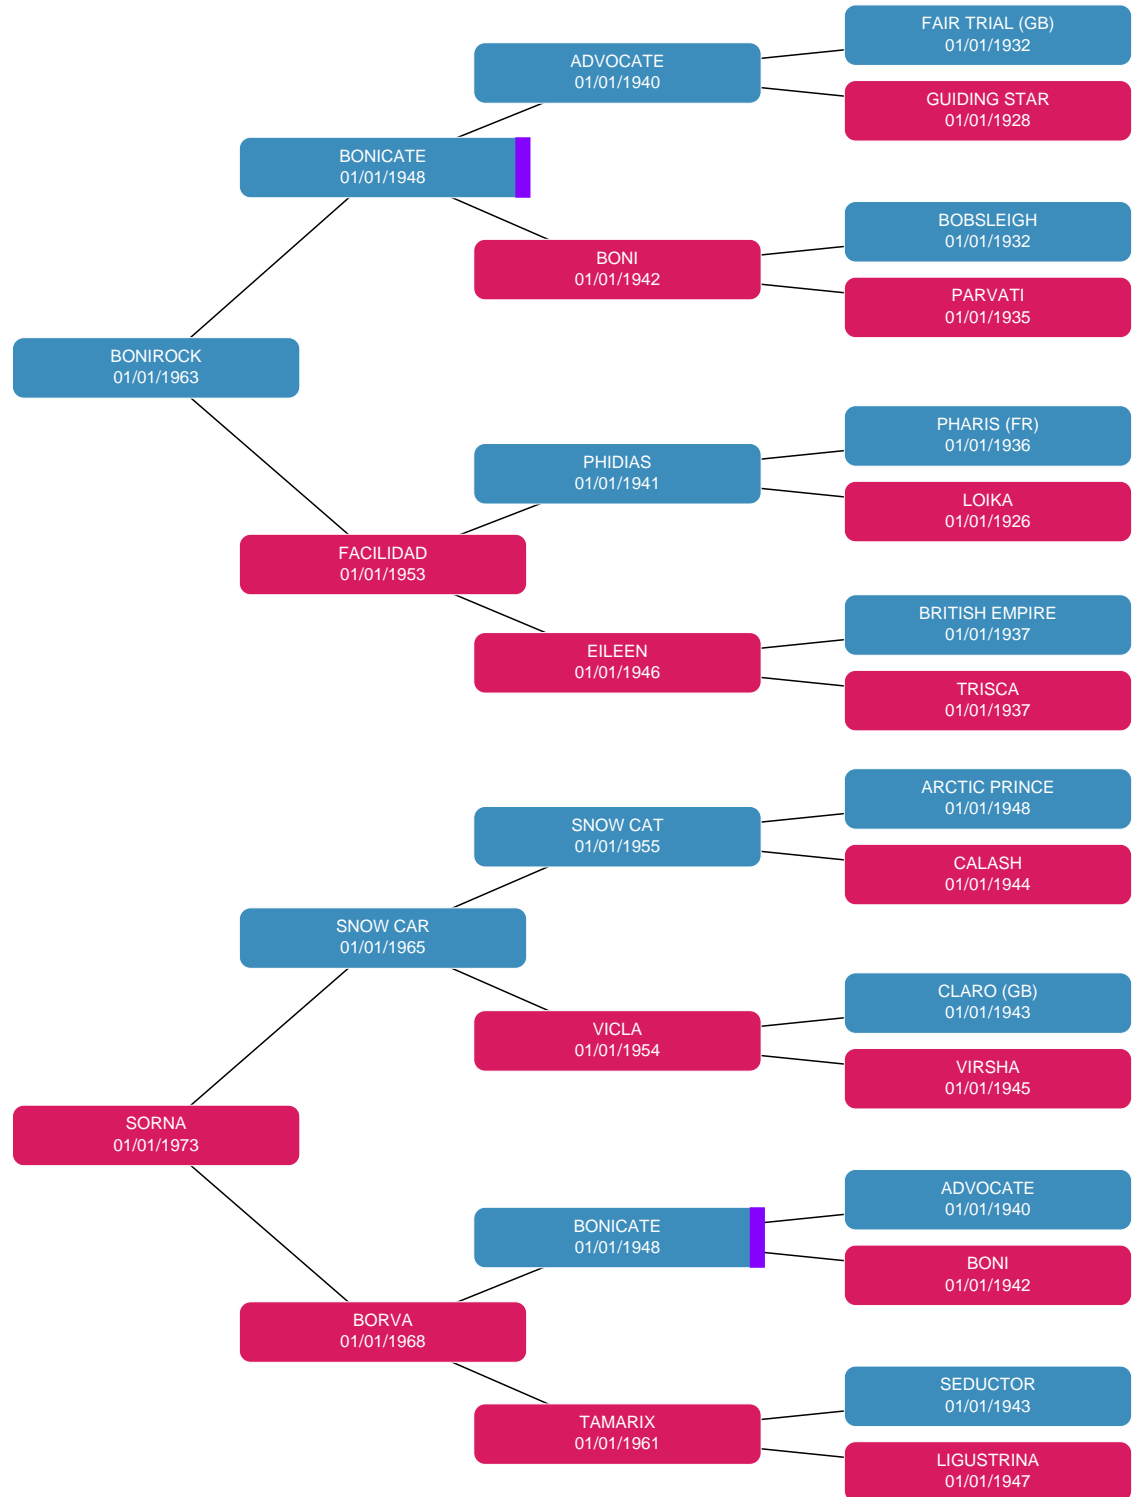 FAIR TRIAL (GB)
01/01/1932
ADVOCATE
01/01/1940
GUIDING STAR
01/01/1928
BONICATE
01/01/1948
BOBSLEIGH
01/01/1932
BONI
01/01/1942
PARVATI
01/01/1935
BONIROCK
01/01/1963
PHARIS (FR)
01/01/1936
PHIDIAS
01/01/1941
LOIKA
01/01/1926
FACILIDAD
01/01/1953
BRITISH EMPIRE
01/01/1937
EILEEN
01/01/1946
TRISCA
01/01/1937
ARCTIC PRINCE
01/01/1948
SNOW CAT
01/01/1955
CALASH
01/01/1944
SNOW CAR
01/01/1965
CLARO (GB)
01/01/1943
VICLA
01/01/1954
VIRSHA
01/01/1945
SORNA
01/01/1973
ADVOCATE
01/01/1940
BONICATE
01/01/1948
BONI
01/01/1942
BORVA
01/01/1968
SEDUCTOR
01/01/1943
TAMARIX
01/01/1961
LIGUSTRINA
01/01/1947